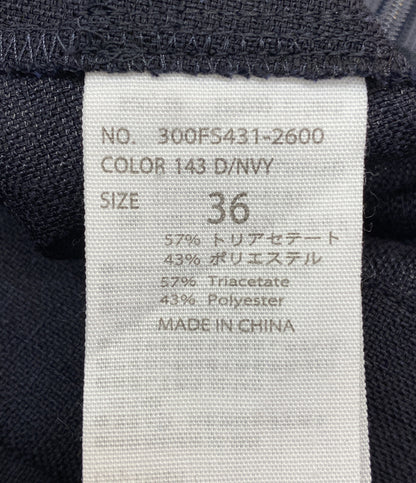 NO. 300FS431-2600
COLOR 143 D/NVY
SIZE 36
57% トリアセテート
43% ポリエステル
57% Triacetate
43% Polyester
MADE IN CHINA